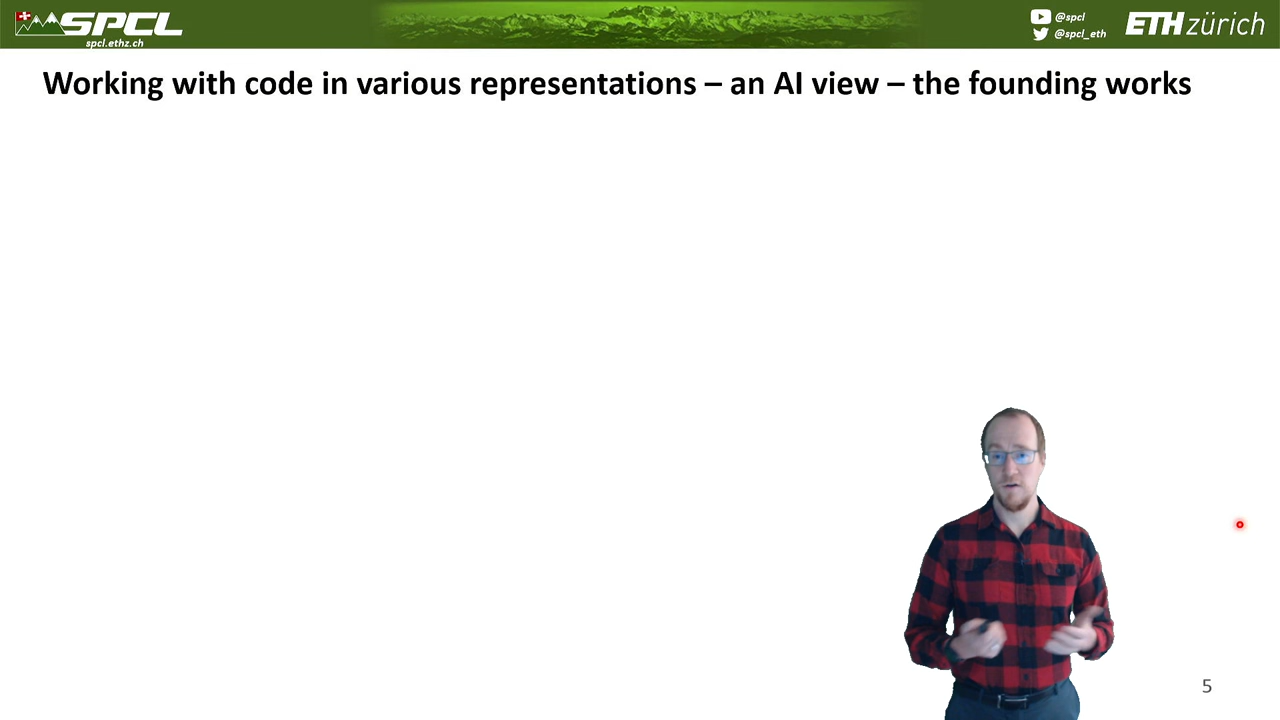 SPCL
spcl.ethz.ch
@spcl
@spcl_eth
ETH zürich
Working with code in various representations – an AI view – the founding works
5